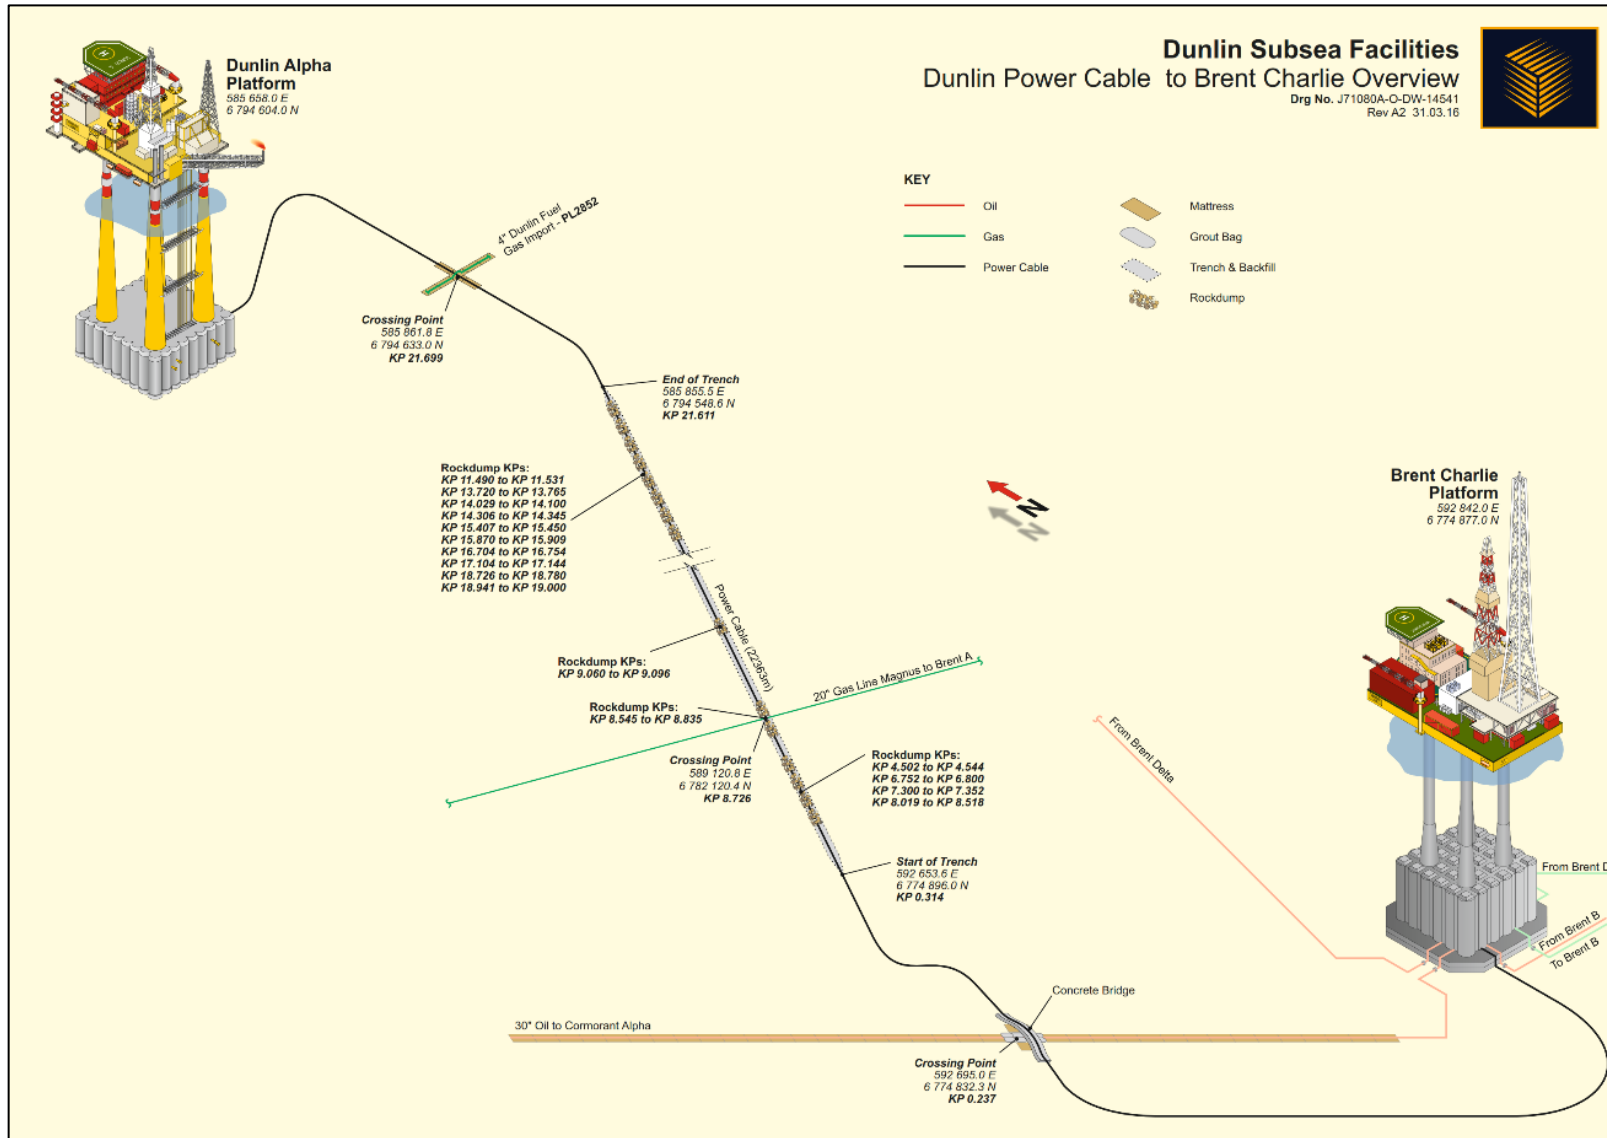 Dunlin Subsea Facilities
Dunlin Power Cable to Brent Charlie Overview
Drg No. J71080A-O-DW-14541
Rev A2 31.03.16
Dunlin Alpha
Platform
585 658.0 E
6 794 604.0 N
KEY
Oil
Gas
Power Cable
Mattress
Grout Bag
Trench & Backfill
Rockdump
4" Dunlin Fuel
Gas Import - PL2852
Crossing Point
585 861.8 E
6 794 633.0 N
KP 21.699
End of Trench
585 855.5 E
6 794 548.6 N
KP 21.611
Rockdump KPs:
KP 11.490 to KP 11.531
KP 13.720 to KP 13.765
KP 14.029 to KP 14.100
KP 14.306 to KP 14.345
KP 15.407 to KP 15.450
KP 15.870 to KP 15.909
KP 16.704 to KP 16.754
KP 17.104 to KP 17.144
KP 18.726 to KP 18.780
KP 18.941 to KP 19.000
N
N
Brent Charlie
Platform
592 842.0 E
6 774 877.0 N
Power Cable (22363m)
Rockdump KPs:
KP 9.060 to KP 9.096
20" Gas Line Magnus to Brent A
Rockdump KPs:
KP 8.545 to KP 8.835
Crossing Point
589 120.8 E
6 782 120.4 N
KP 8.726
Rockdump KPs:
KP 4.502 to KP 4.544
KP 6.752 to KP 6.800
KP 7.300 to KP 7.352
KP 8.019 to KP 8.518
From Brent Delta
Start of Trench
592 653.6 E
6 774 896.0 N
KP 0.314
From Brent D
From Brent B
To Brent B
Concrete Bridge
30" Oil to Cormorant Alpha
Crossing Point
592 695.0 E
6 774 832.3 N
KP 0.237